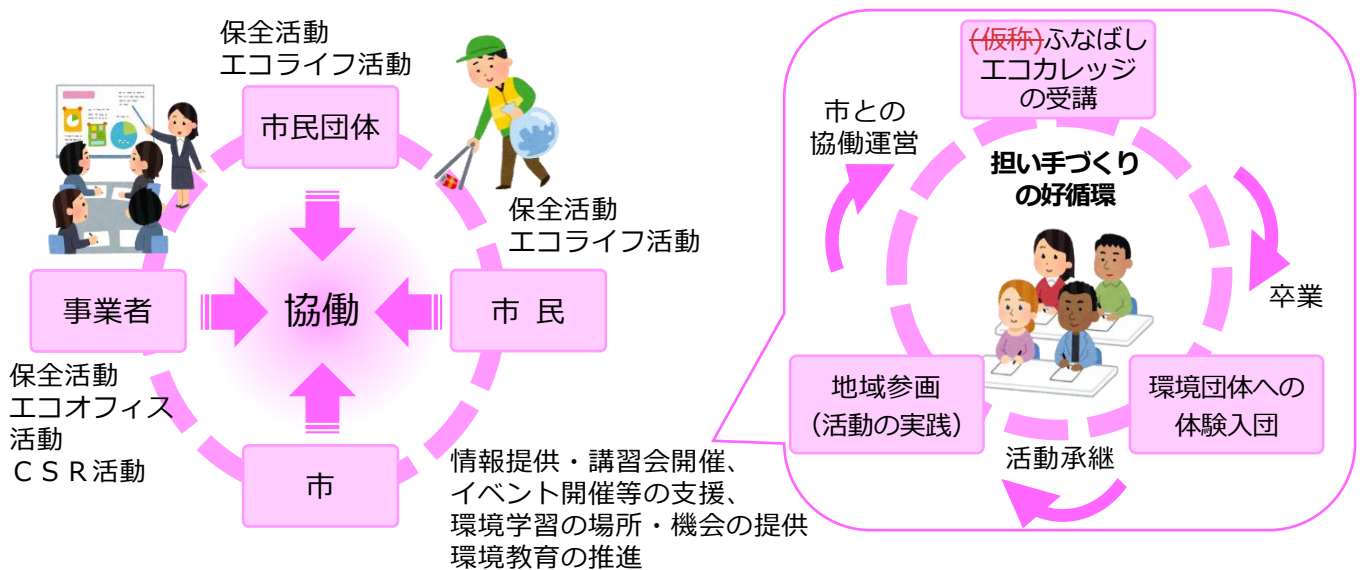 保全活動
エコライフ活動
市民団体
保全活動
エコライフ活動
事業者
協働
市 民
保全活動
エコオフィス
活動
ＣＳＲ活動
市
情報提供・講習会開催、
イベント開催等の支援、
環境学習の場所・機会の提供
環境教育の推進
(仮称)ふなばし
エコカレッジ
の受講
市との
協働運営
担い手づくり
の好循環
卒業
地域参画
（活動の実践）
環境団体への
体験入団
活動承継